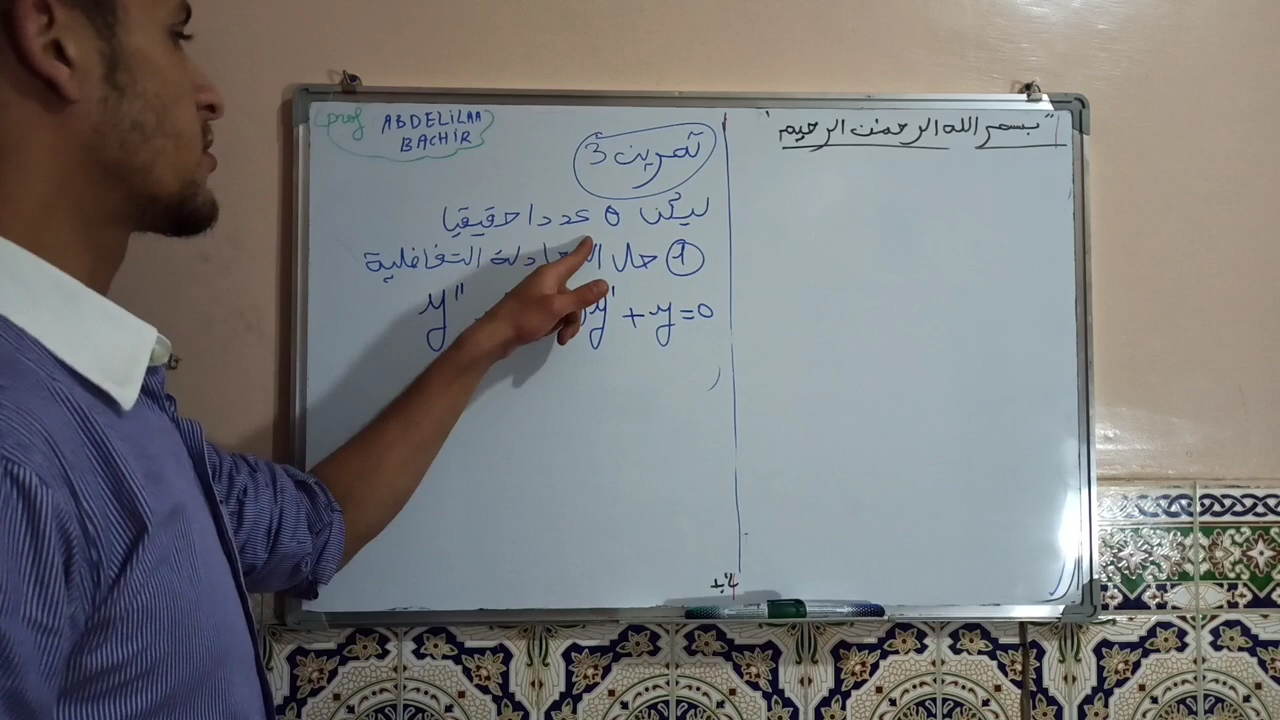 prof ABDELiLAA
BACHiR
تمرين 3
ليكن θ عددا حقيقيا
① حل التفاضلية
y'' y' + y = 0
"بسم الله الرحمن الرحيم"